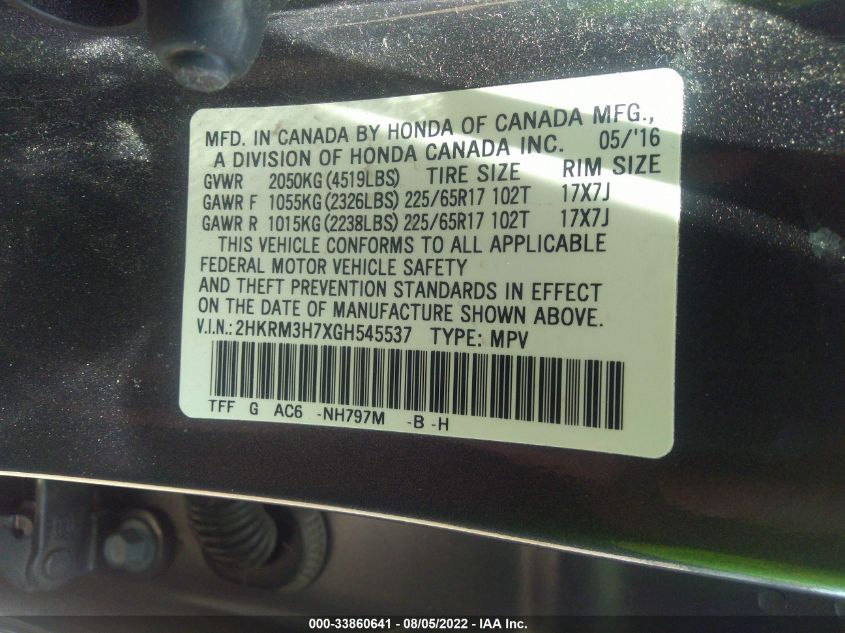 MFD. IN CANADA BY HONDA OF CANADA MFG.,
A DIVISION OF HONDA CANADA INC. 05/'16
GVWR 2050KG (4519LBS) TIRE SIZE RIM SIZE
GAWR F 1055KG (2326LBS) 225/65R17 102T 17X7J
GAWR R 1015KG (2238LBS) 225/65R17 102T 17X7J
THIS VEHICLE CONFORMS TO ALL APPLICABLE
FEDERAL MOTOR VEHICLE SAFETY
AND THEFT PREVENTION STANDARDS IN EFFECT
ON THE DATE OF MANUFACTURE SHOWN ABOVE.
V.I.N.: 2HKRM3H7XGH545537 TYPE: MPV
TFF G AC6 -NH797M -B -H
000-33860641 - 08/05/2022 - IAA Inc.